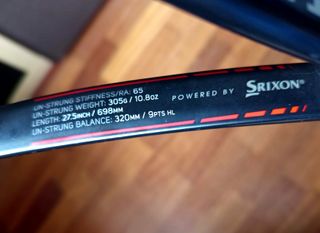 UN-STRUNG STIFFNESS/RA: 65
UN-STRUNG WEIGHT: 305g / 10.8oz
LENGTH: 27.5INCH / 698MM
UN-STRUNG BALANCE: 320MM / 9PTS HL
POWERED BY SRIXON®